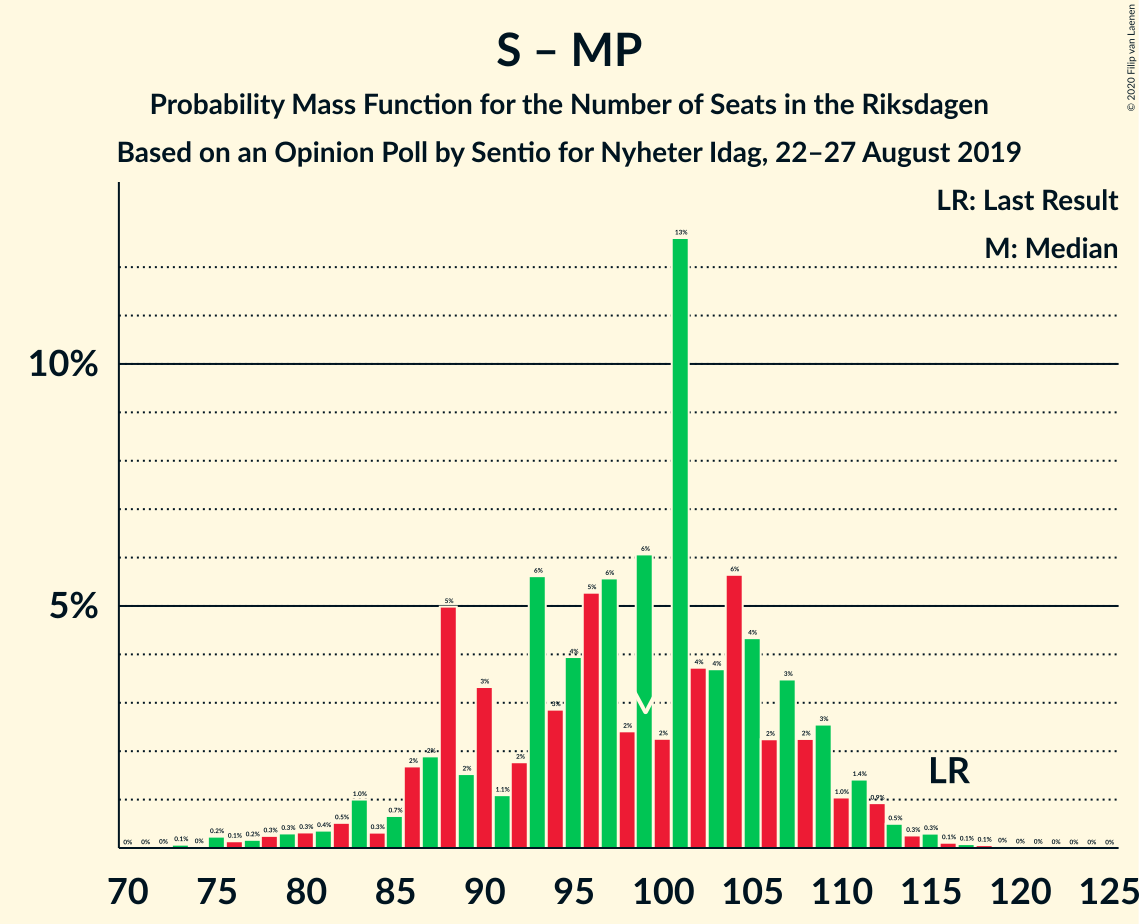 S – MP
Probability Mass Function for the Number of Seats in the Riksdagen
Based on an Opinion Poll by Sentio for Nyheter Idag, 22–27 August 2019
© 2020 Filip van Laenen
LR: Last Result
M: Median
10%
5%
0% 0% 0% 0.1% 0% 0.2% 0.1% 0.2% 0.3% 0.3% 0.3% 0.4% 0.5% 1.0% 0.3% 0.7% 2% 2% 5% 2% 3% 1.1% 2% 6% 3% 4% 5% 6% 2% 6% 2% 13% 4% 4% 6% 4% 2% 3% 2% 3% 1.0% 1.4% 0.9% 0.5% 0.3% 0.3% 0.1% 0.1% 0.1% 0% 0% 0% 0% 0% 0% 0%
LR
70 75 80 85 90 95 100 105 110 115 120 125